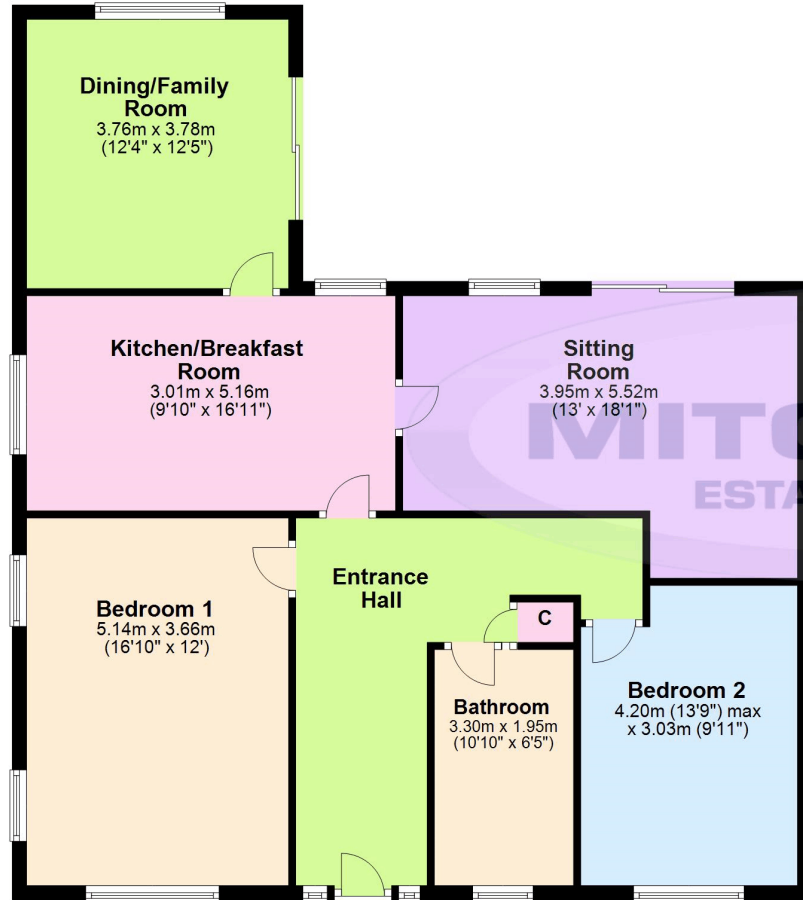 Dining/Family
Room
3.76m x 3.78m
(12'4" x 12'5")
Kitchen/Breakfast
Room
3.01m x 5.16m
(9'10" x 16'11")
Sitting
Room
3.95m x 5.52m
(13' x 18'1")
MITC
ESTA
Entrance
Hall
Bedroom 1
5.14m x 3.66m
(16'10" x 12')
C
Bathroom
3.30m x 1.95m
(10'10" x 6'5")
Bedroom 2
4.20m (13'9") max
x 3.03m (9'11")